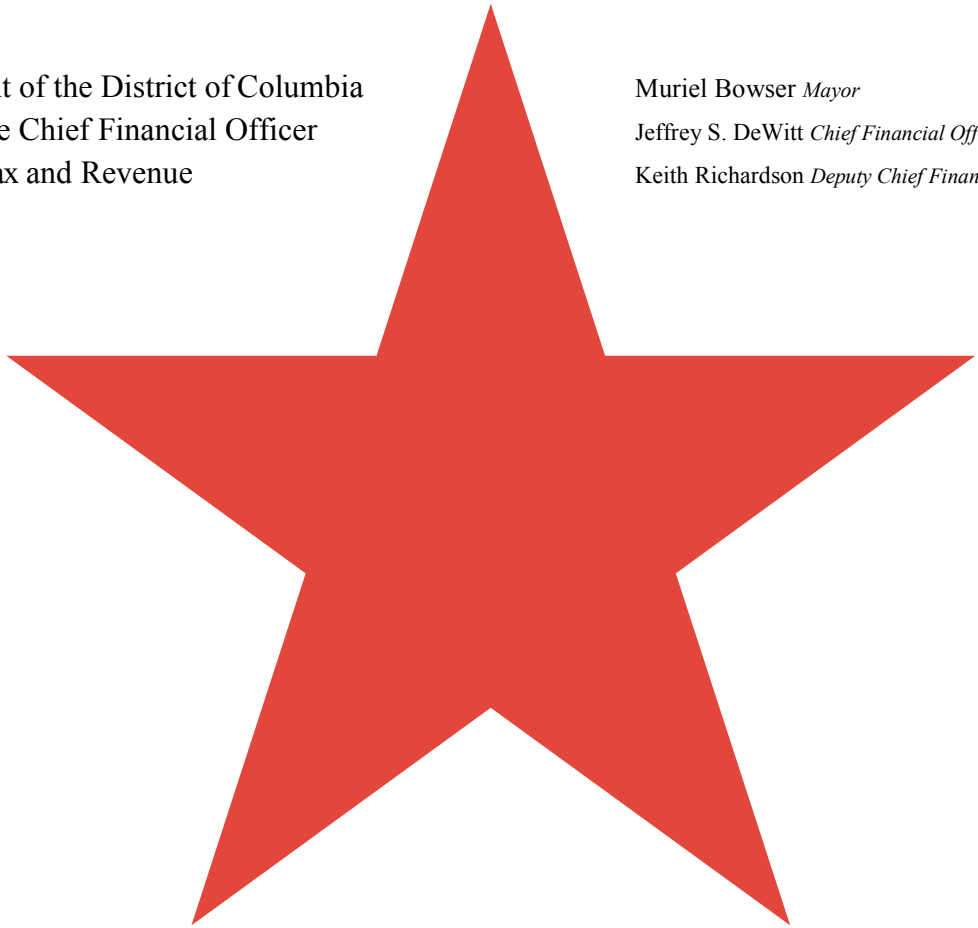 t of the District of Columbia
e Chief Financial Officer
ax and Revenue
Muriel Bowser Mayor
Jeffrey S. DeWitt Chief Financial Off
Keith Richardson Deputy Chief Finan